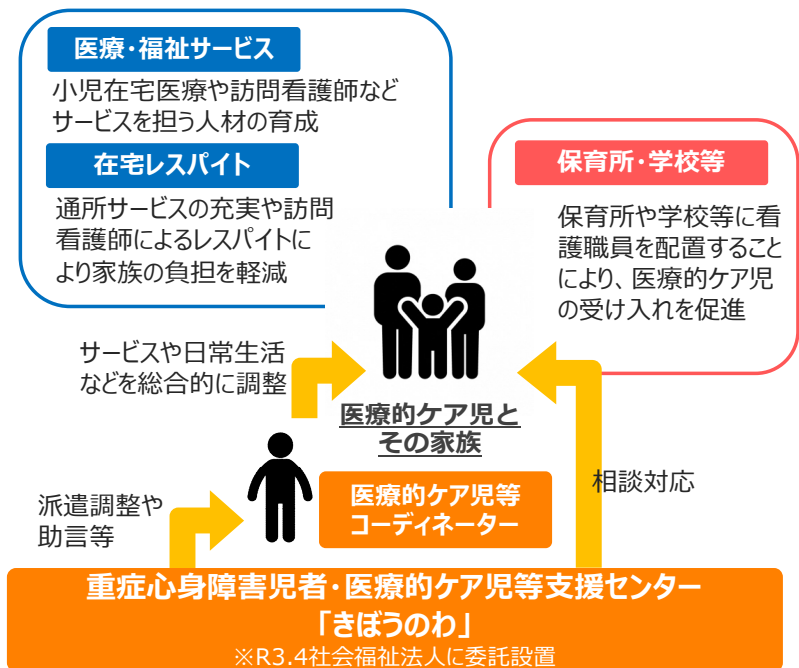 医療・福祉サービス
小児在宅医療や訪問看護師など
サービスを担う人材の育成
在宅レスパイト
通所サービスの充実や訪問
看護師によるレスパイトに
より家族の負担を軽減
保育所・学校等
保育所や学校等に看
護職員を配置すること
により、医療的ケア児
の受け入れを促進
サービスや日常生活
などを総合的に調整
医療的ケア児と
その家族
派遣調整や
助言等
医療的ケア児等
コーディネーター
相談対応
重症心身障害児者・医療的ケア児等支援センター
「きぼうのわ」
※R3.4社会福祉法人に委託設置